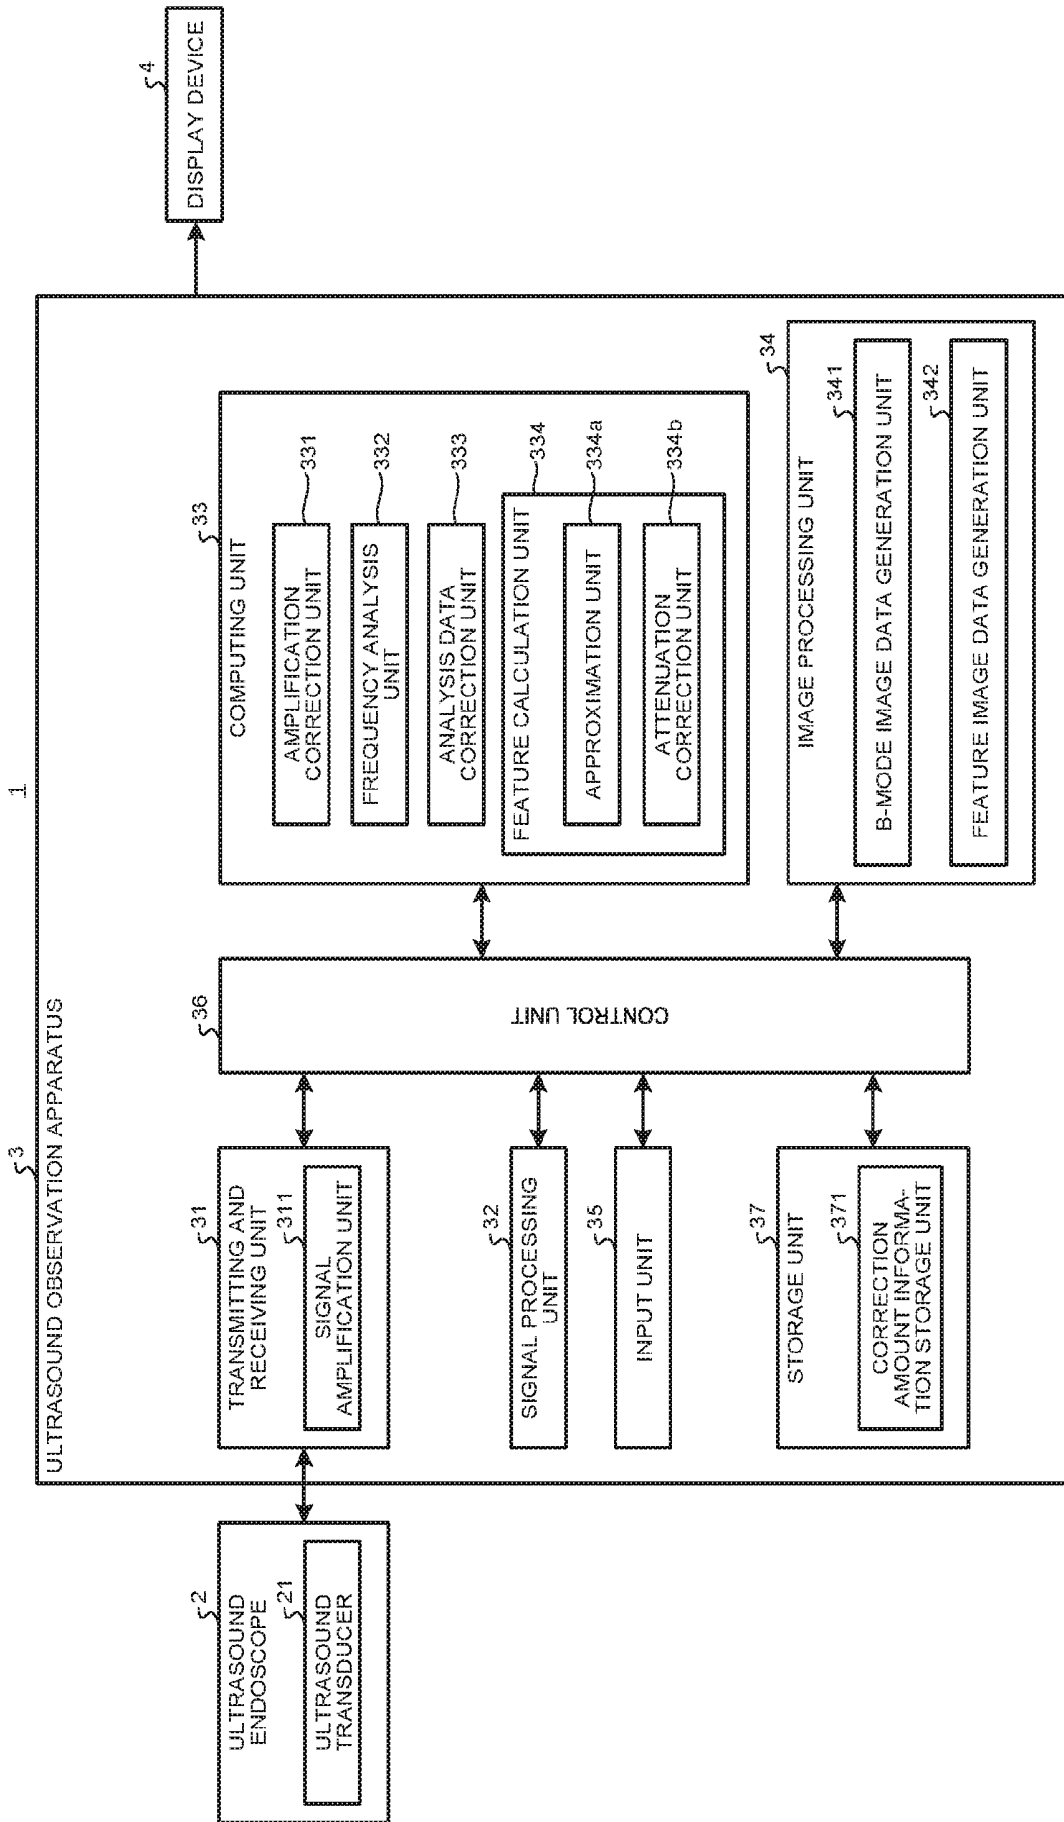 1
3
ULTRASOUND OBSERVATION APPARATUS
2
ULTRASOUND
ENDOSCOPE
21
ULTRASOUND
TRANSDUCER
31
TRANSMITTING AND
RECEIVING UNIT
311
SIGNAL
AMPLIFICATION UNIT
32
SIGNAL PROCESSING
UNIT
35
INPUT UNIT
37
STORAGE UNIT
371
CORRECTION
AMOUNT INFORMA-
TION STORAGE UNIT
36
CONTROL UNIT
33
COMPUTING UNIT
AMPLIFICATION
CORRECTION UNIT
331
FREQUENCY ANALYSIS
UNIT
332
ANALYSIS DATA
CORRECTION UNIT
333
FEATURE CALCULATION UNIT
334
APPROXIMATION UNIT
334a
ATTENUATION
CORRECTION UNIT
334b
34
IMAGE PROCESSING UNIT
341
B-MODE IMAGE DATA GENERATION UNIT
342
FEATURE IMAGE DATA GENERATION UNIT
4
DISPLAY DEVICE